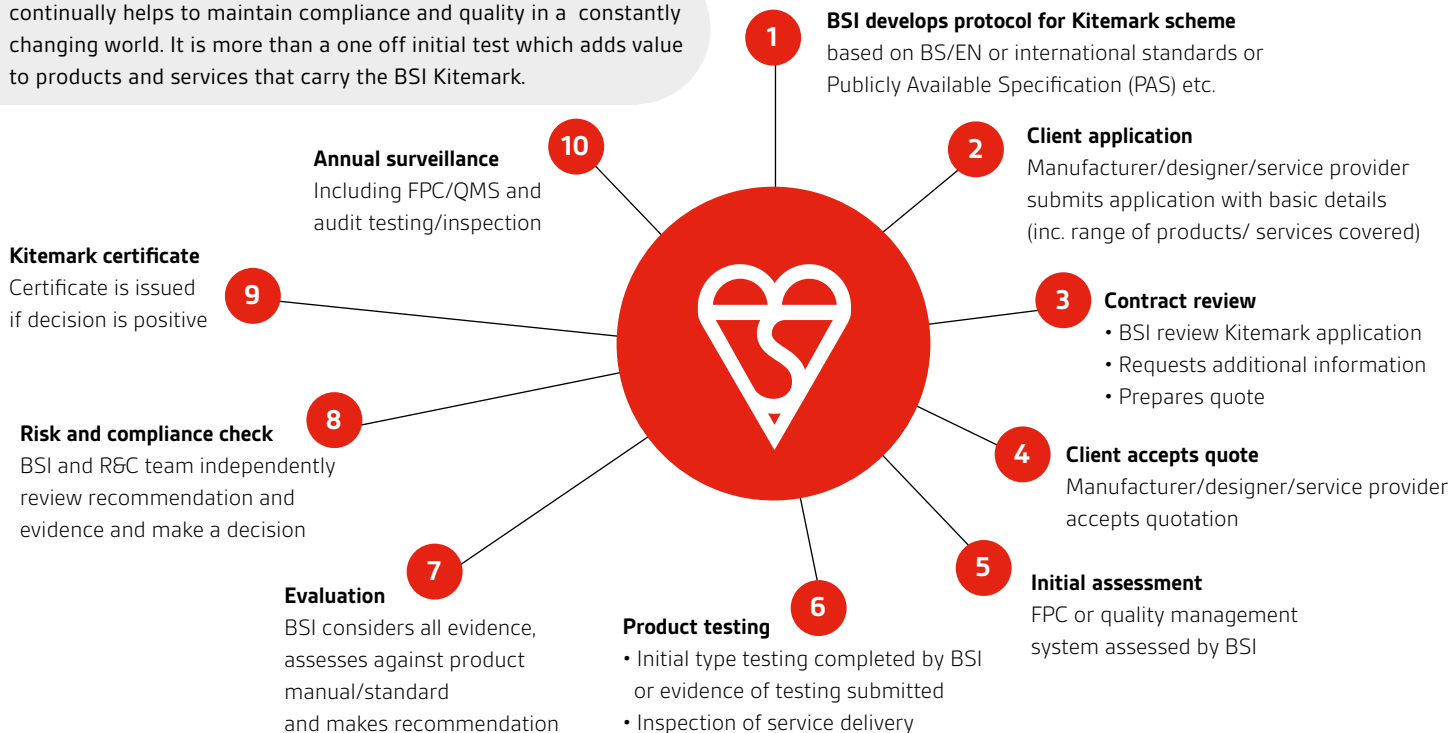 continually helps to maintain compliance and quality in a constantly
changing world. It is more than a one off initial test which adds value
to products and services that carry the BSI Kitemark.
1
BSI develops protocol for Kitemark scheme
based on BS/EN or international standards or
Publicly Available Specification (PAS) etc.
2
Client application
Manufacturer/designer/service provider
submits application with basic details
(inc. range of products/ services covered)
3
Contract review
• BSI review Kitemark application
• Requests additional information
• Prepares quote
4
Client accepts quote
Manufacturer/designer/service provider
accepts quotation
5
Initial assessment
FPC or quality management
system assessed by BSI
6
Product testing
• Initial type testing completed by BSI
or evidence of testing submitted
• Inspection of service delivery
7
Evaluation
BSI considers all evidence,
assesses against product
manual/standard
and makes recommendation
8
Risk and compliance check
BSI and R&C team independently
review recommendation and
evidence and make a decision
9
Kitemark certificate
Certificate is issued
if decision is positive
10
Annual surveillance
Including FPC/QMS and
audit testing/inspection